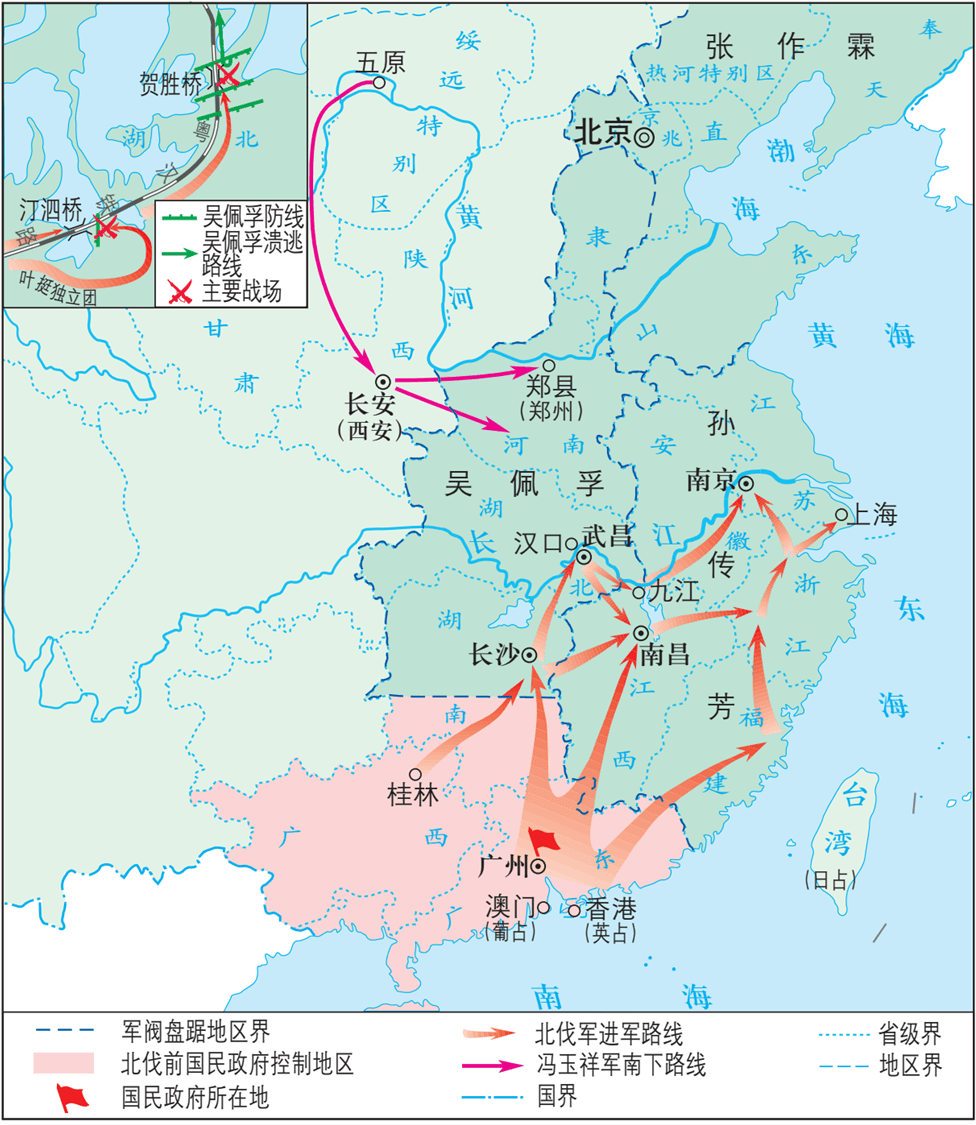 贺胜桥
湖北
粤汉铁路
汀泗桥
叶挺独立团
吴佩孚防线
吴佩孚溃逃
路线
主要战场
张作霖
奉天
热河特别区
绥远特别区
五原
京兆
直隶
北京
渤海
黄河
陕西
甘肃
山东
黄海
长安
(西安)
郑县
(郑州)
河南
吴佩孚
孙传芳
江苏
安徽
南京
上海
湖北
长江
汉口
武昌
九江
浙江
东海
湖南
长沙
南昌
江西
福建
桂林
广西
广东
广州
澳门
(葡占)
香港
(英占)
台湾
(日占)
南海
军阀盘踞地区界
北伐军进军路线
省级界
北伐前国民政府控制地区
冯玉祥军南下路线
地区界
国民政府所在地
国界